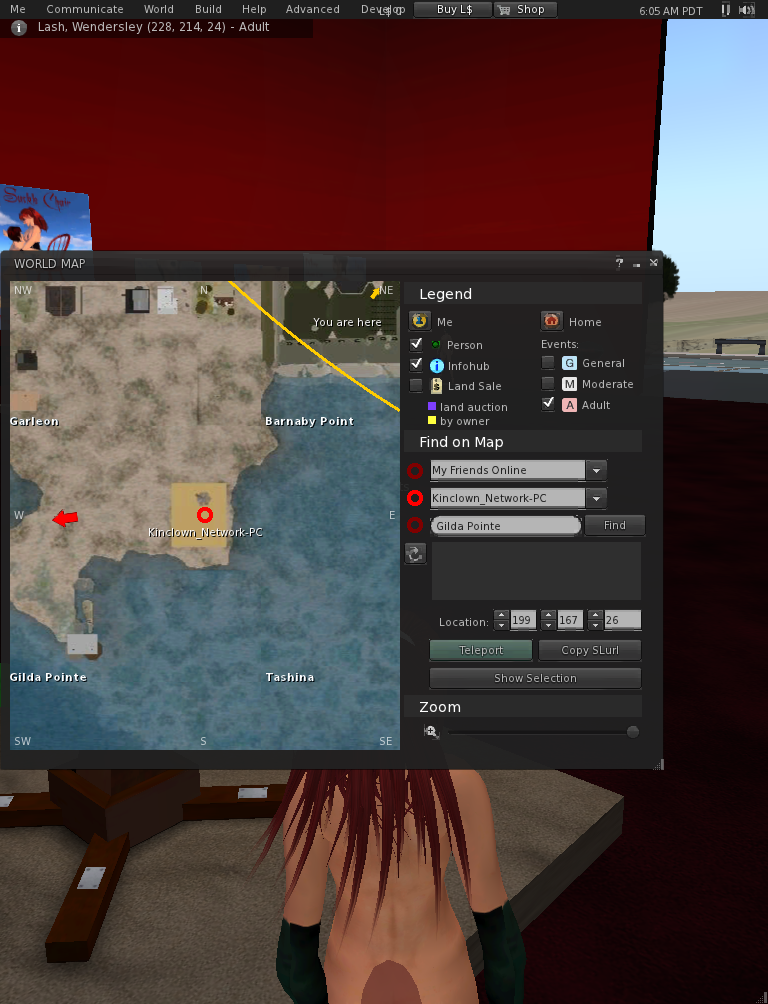 Me Communicate World Build Help Advanced Develop L$ 0 Buy L$ Shop 6:05 AM PDT
i Lash, Wendersley (228, 214, 24) - Adult
WORLD MAP ?
NW N NE
You are here
Garleon Barnaby Point
W E
Kinclown_Network-PC
Gilda Pointe Tashina
SW S SE
Legend
Me Home
Person Events:
i Infohub G General
$ Land Sale M Moderate
land auction A Adult
by owner
Find on Map
My Friends Online
Kinclown_Network-PC
Gilda Pointe Find
Location: 199 167 26
Teleport Copy SLurl
Show Selection
Zoom